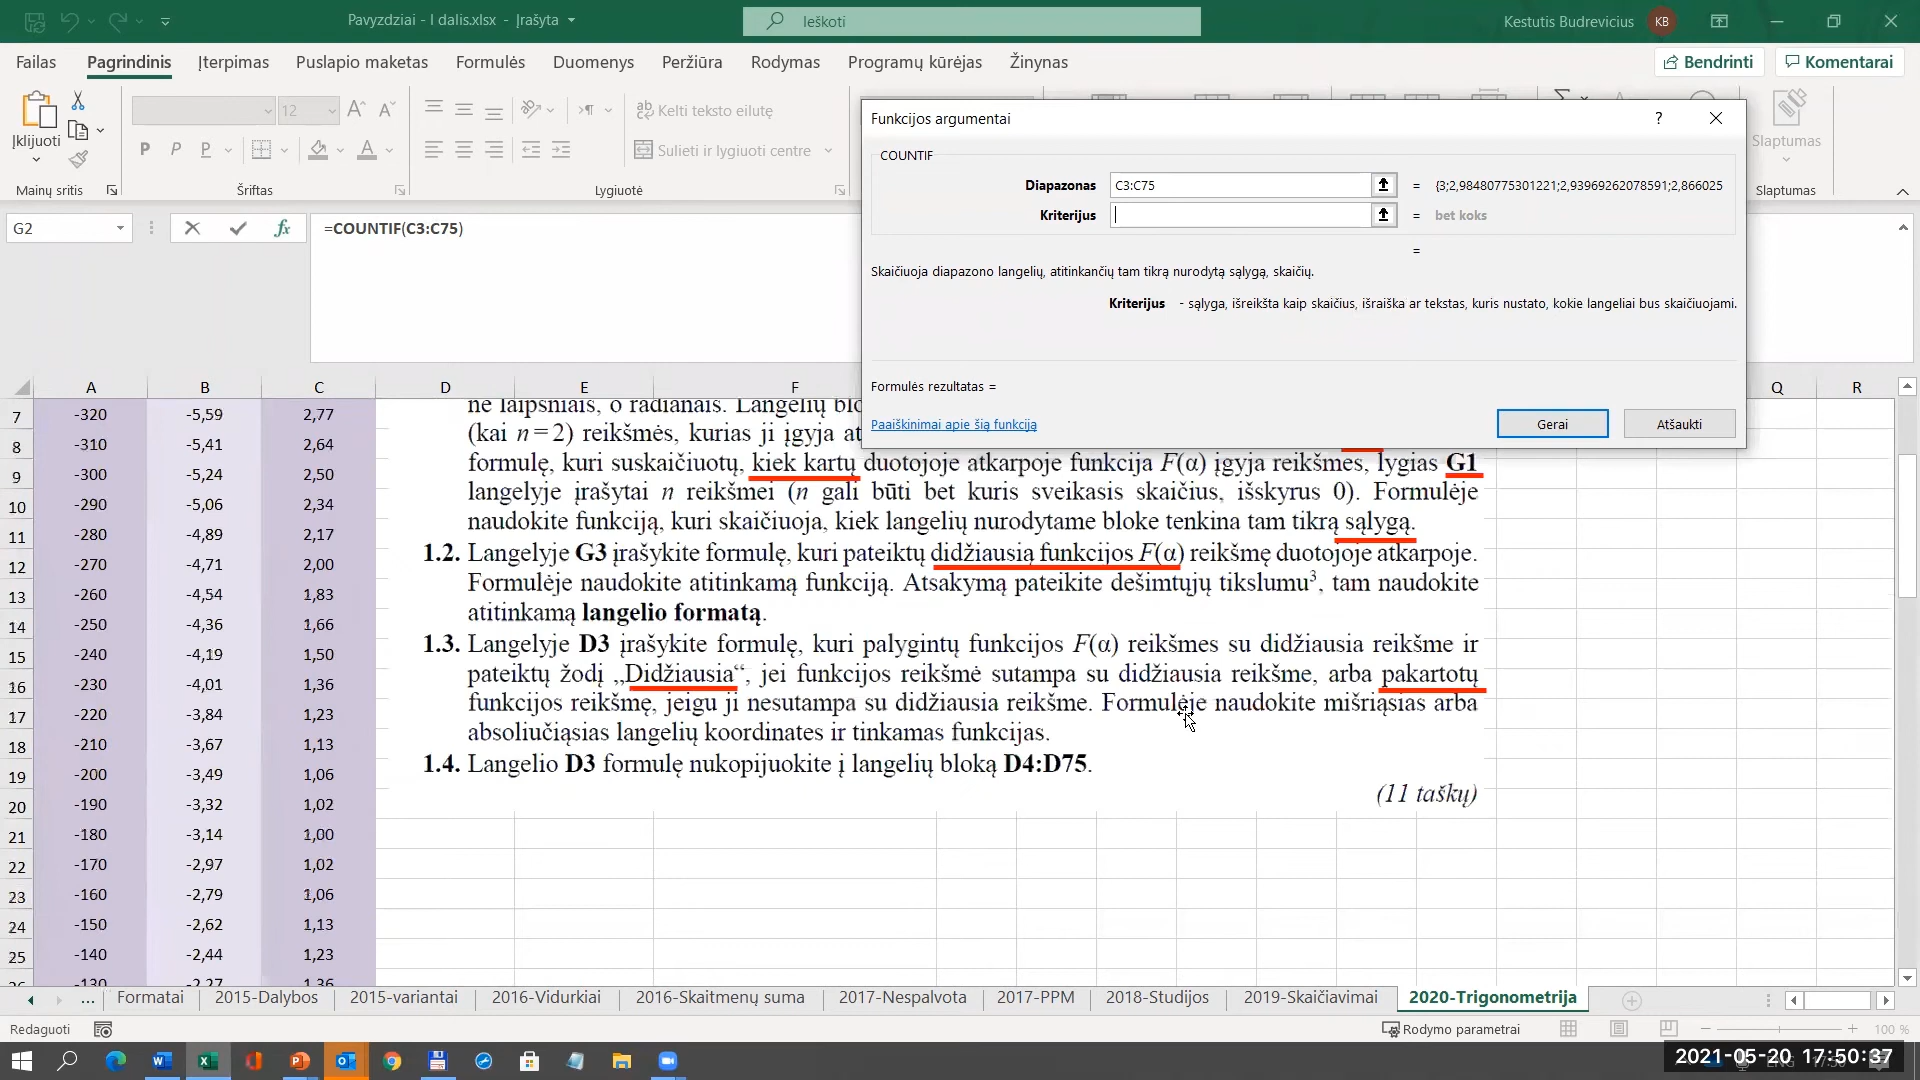 Pavyzdziai - I dalis.xlsx - Įrašyta
Ieškoti
Kestutis Budrevicius
KB
Failas
Pagrindinis
Įterpimas
Puslapio maketas
Formulės
Duomenys
Peržiūra
Rodymas
Programų kūrėjas
Žinynas
Bendrinti
Komentarai
Įklijuoti
12
Kelti teksto eilutę
Sulieti ir lygiuoti centre
Slaptumas
Mainų sritis
Šriftas
Lygiuotė
Slaptumas
G2
=COUNTIF(C3:C75)
Funkcijos argumentai
COUNTIF
Diapazonas C3:C75 = {3;2,98480775301221;2,93969262078591;2,866025
Kriterijus = bet koks
=
Skaičiuoja diapazono langelių, atitinkančių tam tikrą nurodytą sąlygą, skaičių.
Kriterijus - sąlyga, išreikšta kaip skaičius, išraiška ar tekstas, kuris nustato, kokie langeliai bus skaičiuojami.
Formulės rezultatas =
Paaiškinimai apie šią funkciją
Gerai
Atšaukti
A B C D E F Q R
7 -320 -5,59 2,77
8 -310 -5,41 2,64
9 -300 -5,24 2,50
10 -290 -5,06 2,34
11 -280 -4,89 2,17
12 -270 -4,71 2,00
13 -260 -4,54 1,83
14 -250 -4,36 1,66
15 -240 -4,19 1,50
16 -230 -4,01 1,36
17 -220 -3,84 1,23
18 -210 -3,67 1,13
19 -200 -3,49 1,06
20 -190 -3,32 1,02
21 -180 -3,14 1,00
22 -170 -2,97 1,02
23 -160 -2,79 1,06
24 -150 -2,62 1,13
25 -140 -2,44 1,23
26 -130 -2,27 1,36
ne laipsniais, o radianais. Langelių blo
(kai n = 2) reikšmės, kurias ji įgyja at
formulę, kuri suskaičiuotų, kiek kartų duotojoje atkarpoje funkcija F(α) įgyja reikšmes, lygias G1
langelyje įrašytai n reikšmei (n gali būti bet kuris sveikasis skaičius, išskyrus 0). Formulėje
naudokite funkciją, kuri skaičiuoja, kiek langelių nurodytame bloke tenkina tam tikrą sąlygą.
1.2. Langelyje G3 įrašykite formulę, kuri pateiktų didžiausią funkcijos F(α) reikšmę duotojoje atkarpoje.
Formulėje naudokite atitinkamą funkciją. Atsakymą pateikite dešimtųjų tikslumu³, tam naudokite
atitinkamą langelio formatą.
1.3. Langelyje D3 įrašykite formulę, kuri palygintų funkcijos F(α) reikšmes su didžiausia reikšme ir
pateiktų žodį „Didžiausia“, jei funkcijos reikšmė sutampa su didžiausia reikšme, arba pakartotų
funkcijos reikšmę, jeigu ji nesutampa su didžiausia reikšme. Formulėje naudokite mišriąsias arba
absoliučiąsias langelių koordinates ir tinkamas funkcijas.
1.4. Langelio D3 formulę nukopijuokite į langelių bloką D4:D75.
(11 taškų)
... Formatai
2015-Dalybos
2015-variantai
2016-Vidurkiai
2016-Skaitmenų suma
2017-Nespalvota
2017-PPM
2018-Studijos
2019-Skaičiavimai
2020-Trigonometrija
Redaguoti
Rodymo parametrai
100 %
2021-05-20 17:50:37